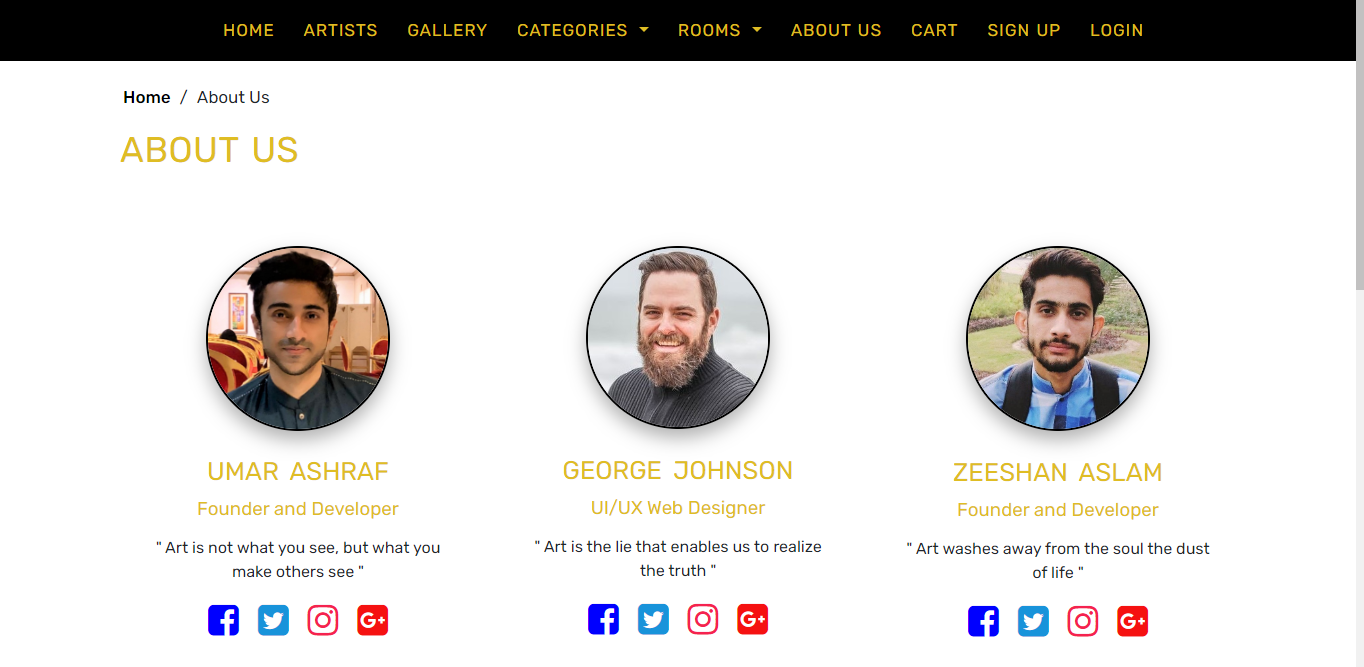 HOME ARTISTS GALLERY CATEGORIES ROOMS ABOUT US CART SIGN UP LOGIN
Home / About Us
ABOUT US
UMAR ASHRAF
Founder and Developer
" Art is not what you see, but what you
make others see "
GEORGE JOHNSON
UI/UX Web Designer
" Art is the lie that enables us to realize
the truth "
ZEESHAN ASLAM
Founder and Developer
" Art washes away from the soul the dust
of life "